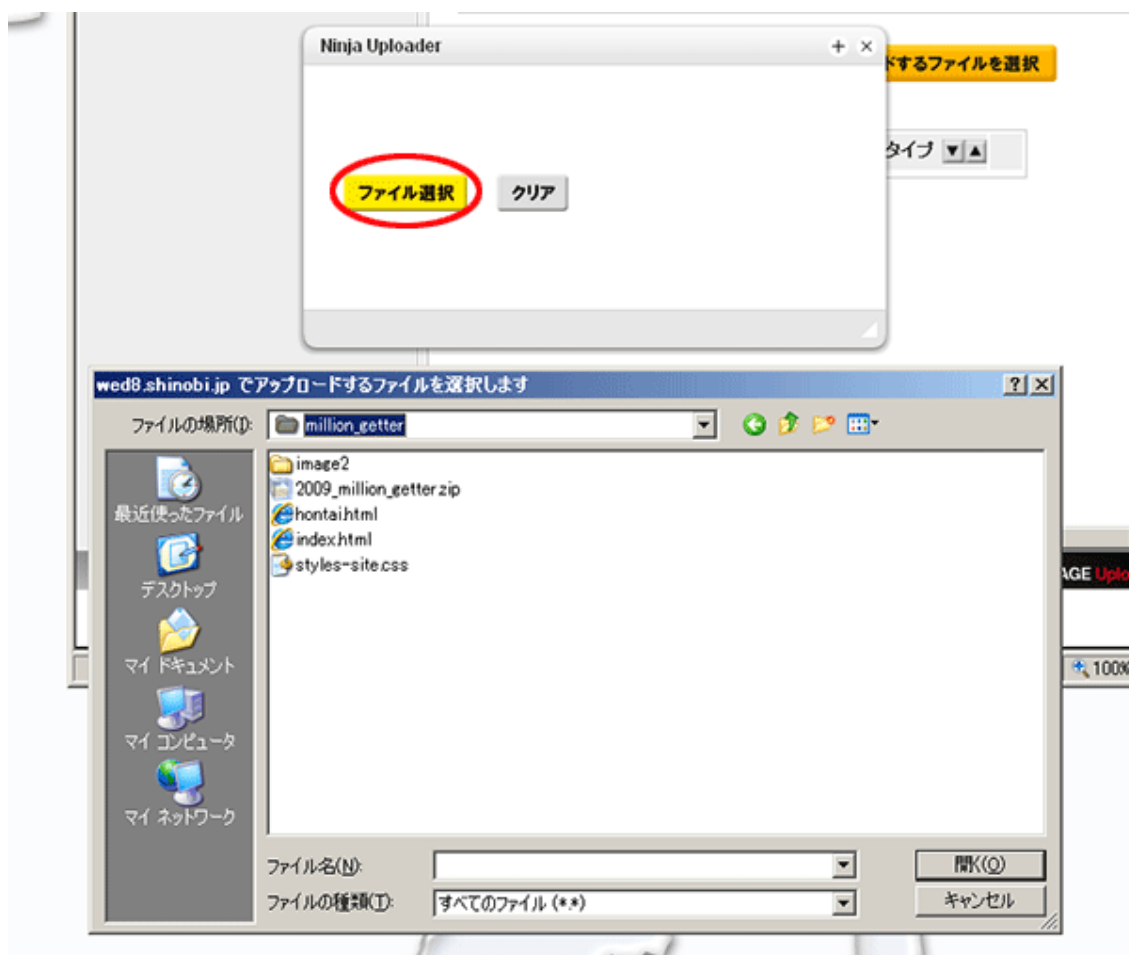 Ninja Uploader
ドするファイルを選択
タイプ ▼▲
ファイル選択 クリア
wed8.shinobi.jp でアップロードするファイルを選択します
ファイルの場所(I):
million_getter
image2
2009_million_getter.zip
hontai.html
index.html
styles-site.css
最近使ったファイル
デスクトップ
マイ ドキュメント
マイ コンピュータ
マイ ネットワーク
AGE Uplo
100%
ファイル名(N):
開く(O)
ファイルの種類(T):
すべてのファイル (*.*)
キャンセル